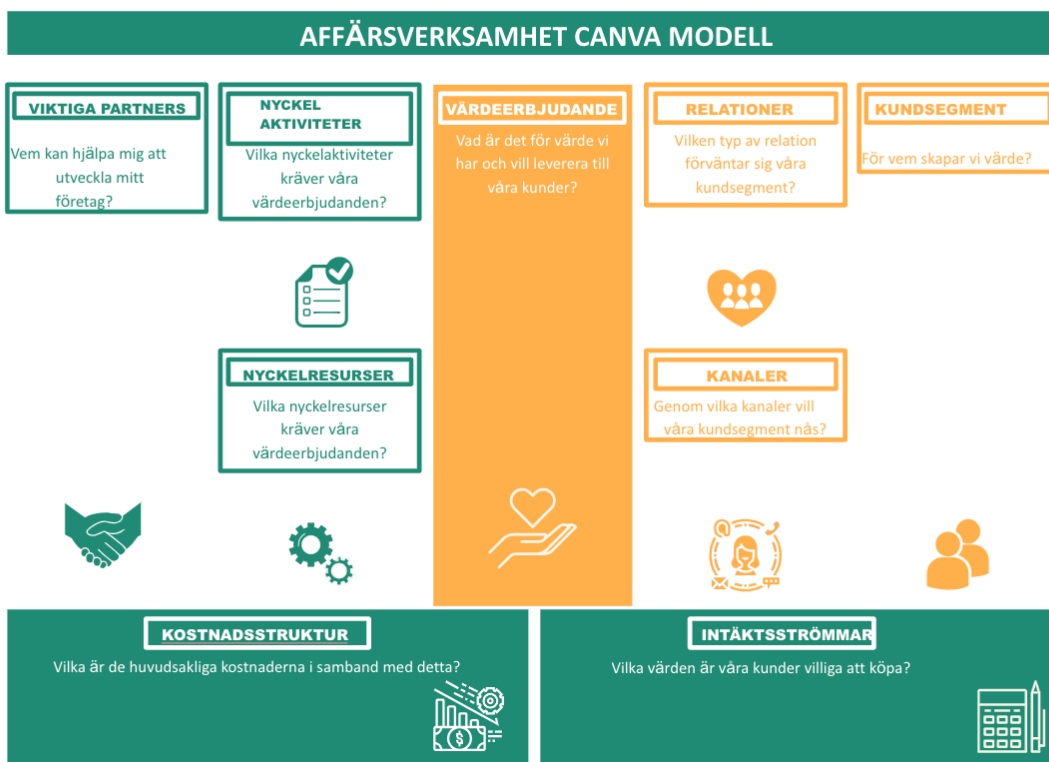 AFFÄRSVERKSAMHET CANVA MODELL
VIKTIGA PARTNERS
Vem kan hjälpa mig att
utveckla mitt
företag?
NYCKEL
AKTIVITETER
Vilka nyckelaktiviteter
kräver våra
värdeerbjudanden?
NYCKELRESURSER
Vilka nyckelresurser
kräver våra
värdeerbjudanden?
VÄRDEERBJUDANDE
Vad är det för värde vi
har och vill leverera till
våra kunder?
RELATIONER
Vilken typ av relation
förväntar sig våra
kundsegment?
KANALER
Genom vilka kanaler vill
våra kundsegment nås?
KUNDSEGMENT
För vem skapar vi värde?
KOSTNADSSTRUKTUR
Vilka är de huvudsakliga kostnaderna i samband med detta?
$
INTÄKTSSTRÖMMAR
Vilka värden är våra kunder villiga att köpa?